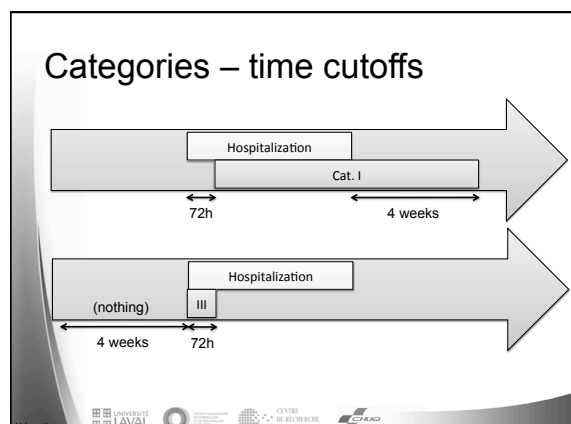 Categories – time cutoffs
Hospitalization
Cat. I
72h
4 weeks
Hospitalization
(nothing)
III
4 weeks
72h
UNIVERSITÉ
LAVAL
CENTRE
DE RECHERCHE
CHUQ